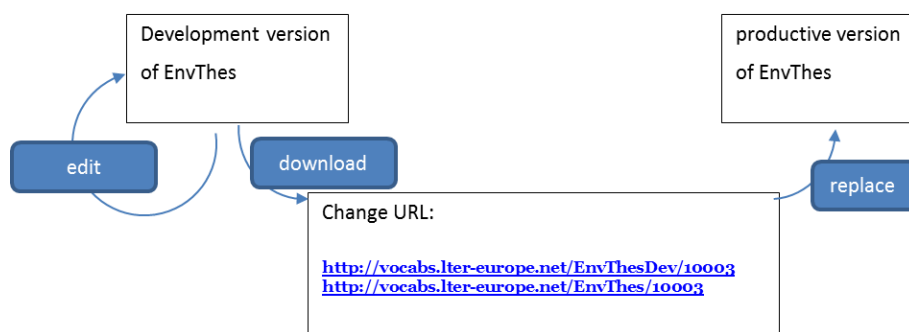 Development version
of EnvThes
productive version
of EnvThes
edit
download
replace
Change URL:
http://vocabs.lter-europe.net/EnvThesDev/10003
http://vocabs.lter-europe.net/EnvThes/10003